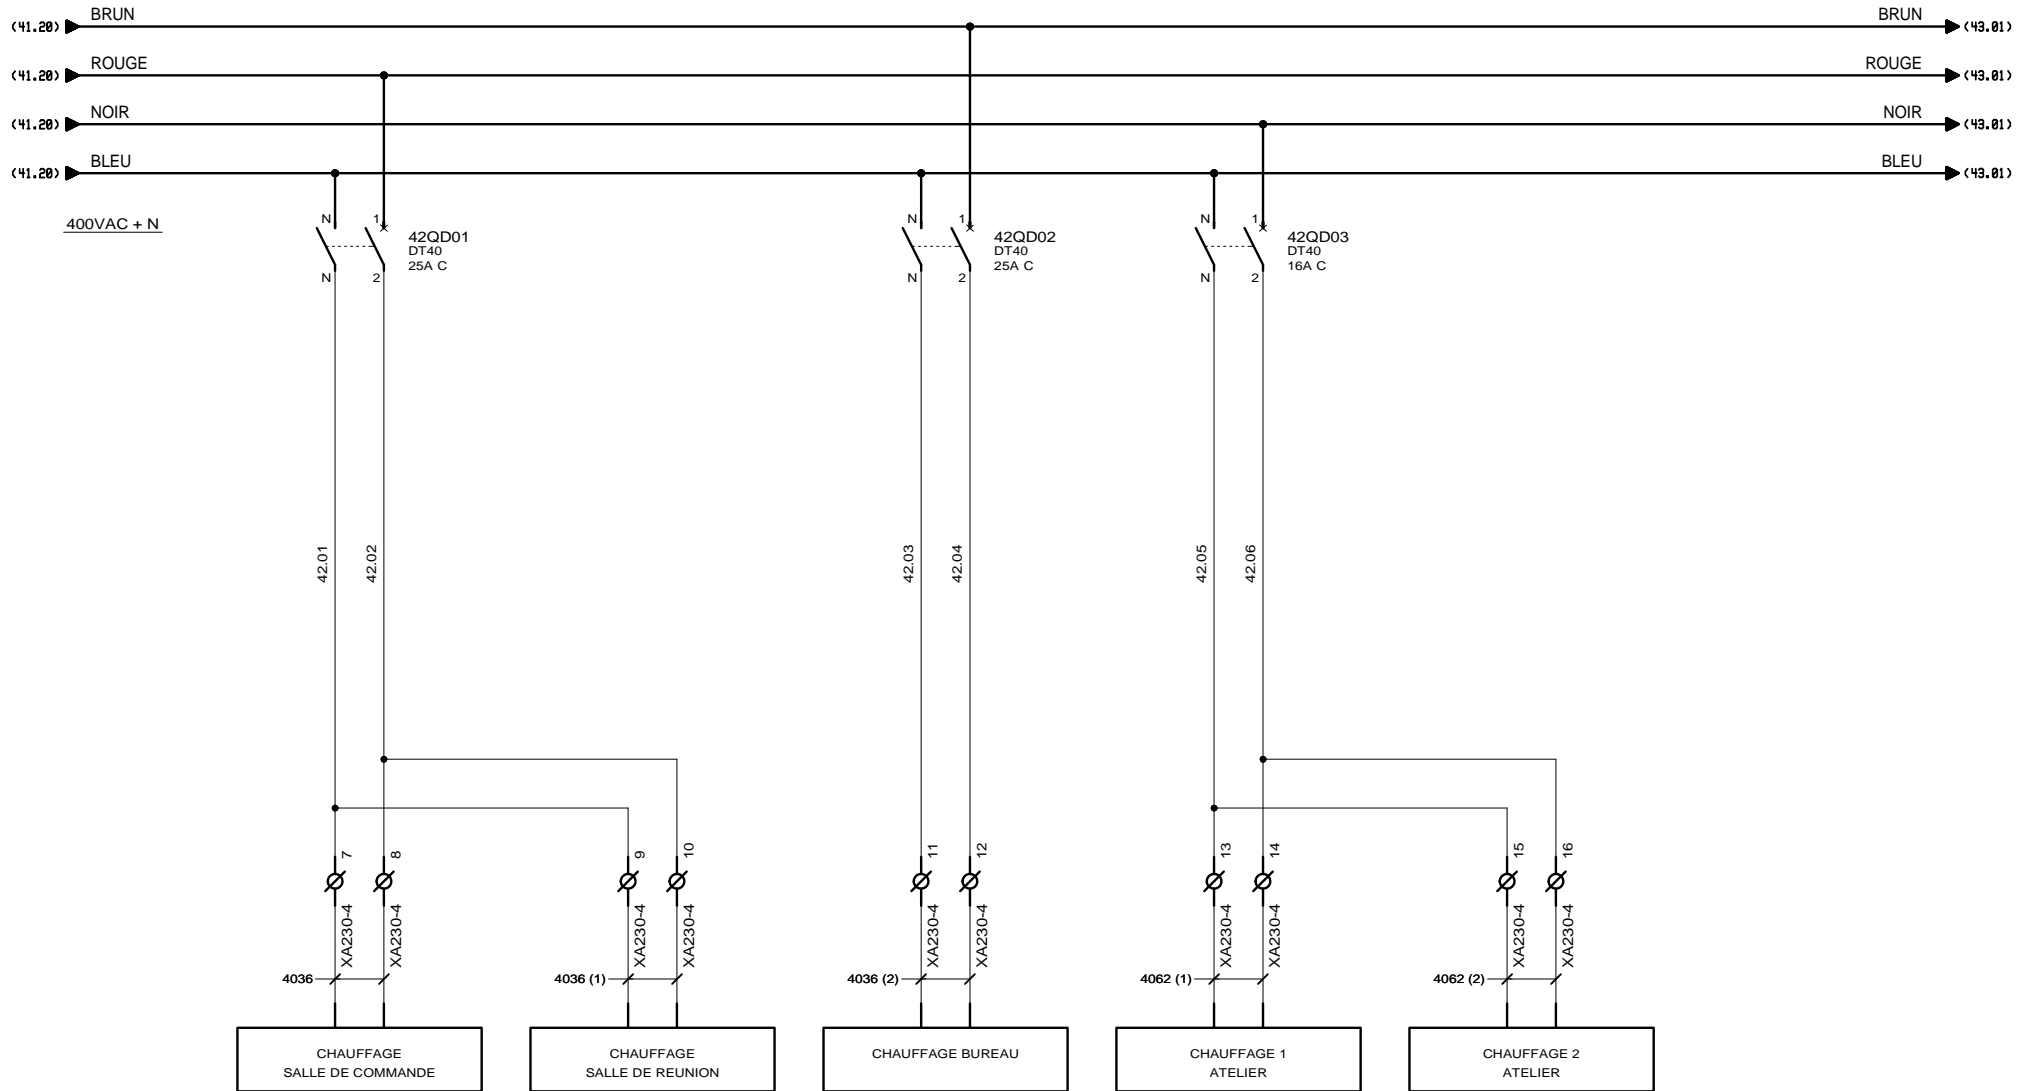 (41.20) BRUN BRUN (43.01)
(41.20) ROUGE ROUGE (43.01)
(41.20) NOIR NOIR (43.01)
(41.20) BLEU BLEU (43.01)
400VAC + N
N 1
42QD01
DT40
25A C
N 2
N 1
42QD02
DT40
25A C
N 2
N 1
42QD03
DT40
16A C
N 2
42.01
42.02
42.03
42.04
42.05
42.06
7
8
9
10
11
12
13
14
15
16
XA230-4
XA230-4
XA230-4
XA230-4
XA230-4
XA230-4
XA230-4
XA230-4
XA230-4
XA230-4
4036
4036 (1)
4036 (2)
4062 (1)
4062 (2)
CHAUFFAGE
SALLE DE COMMANDE
CHAUFFAGE
SALLE DE REUNION
CHAUFFAGE BUREAU
CHAUFFAGE 1
ATELIER
CHAUFFAGE 2
ATELIER